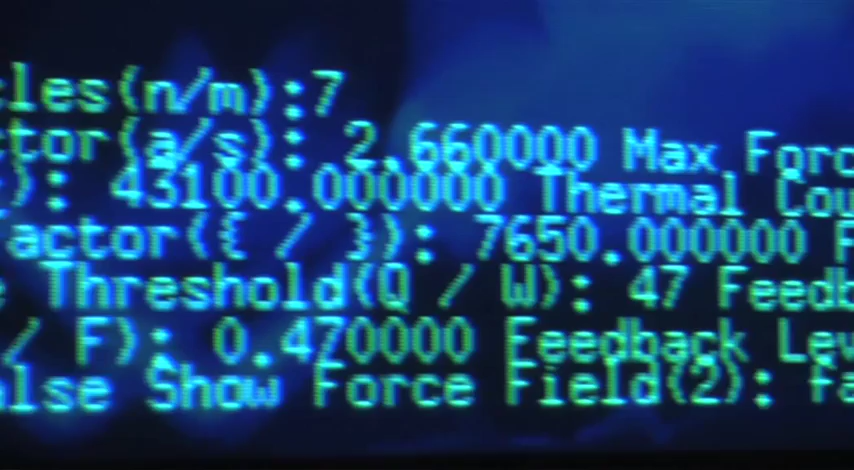 cles(n/m):7
ctor(a/s): 2.660000 Max Forc
): 43100.000000 Thermal Cou
actor({ / }): 7650.000000 F
e Threshold(Q / W): 47 Feedb
/ F): 0.470000 Feedback Lev
alse Show Force Field(2): fa